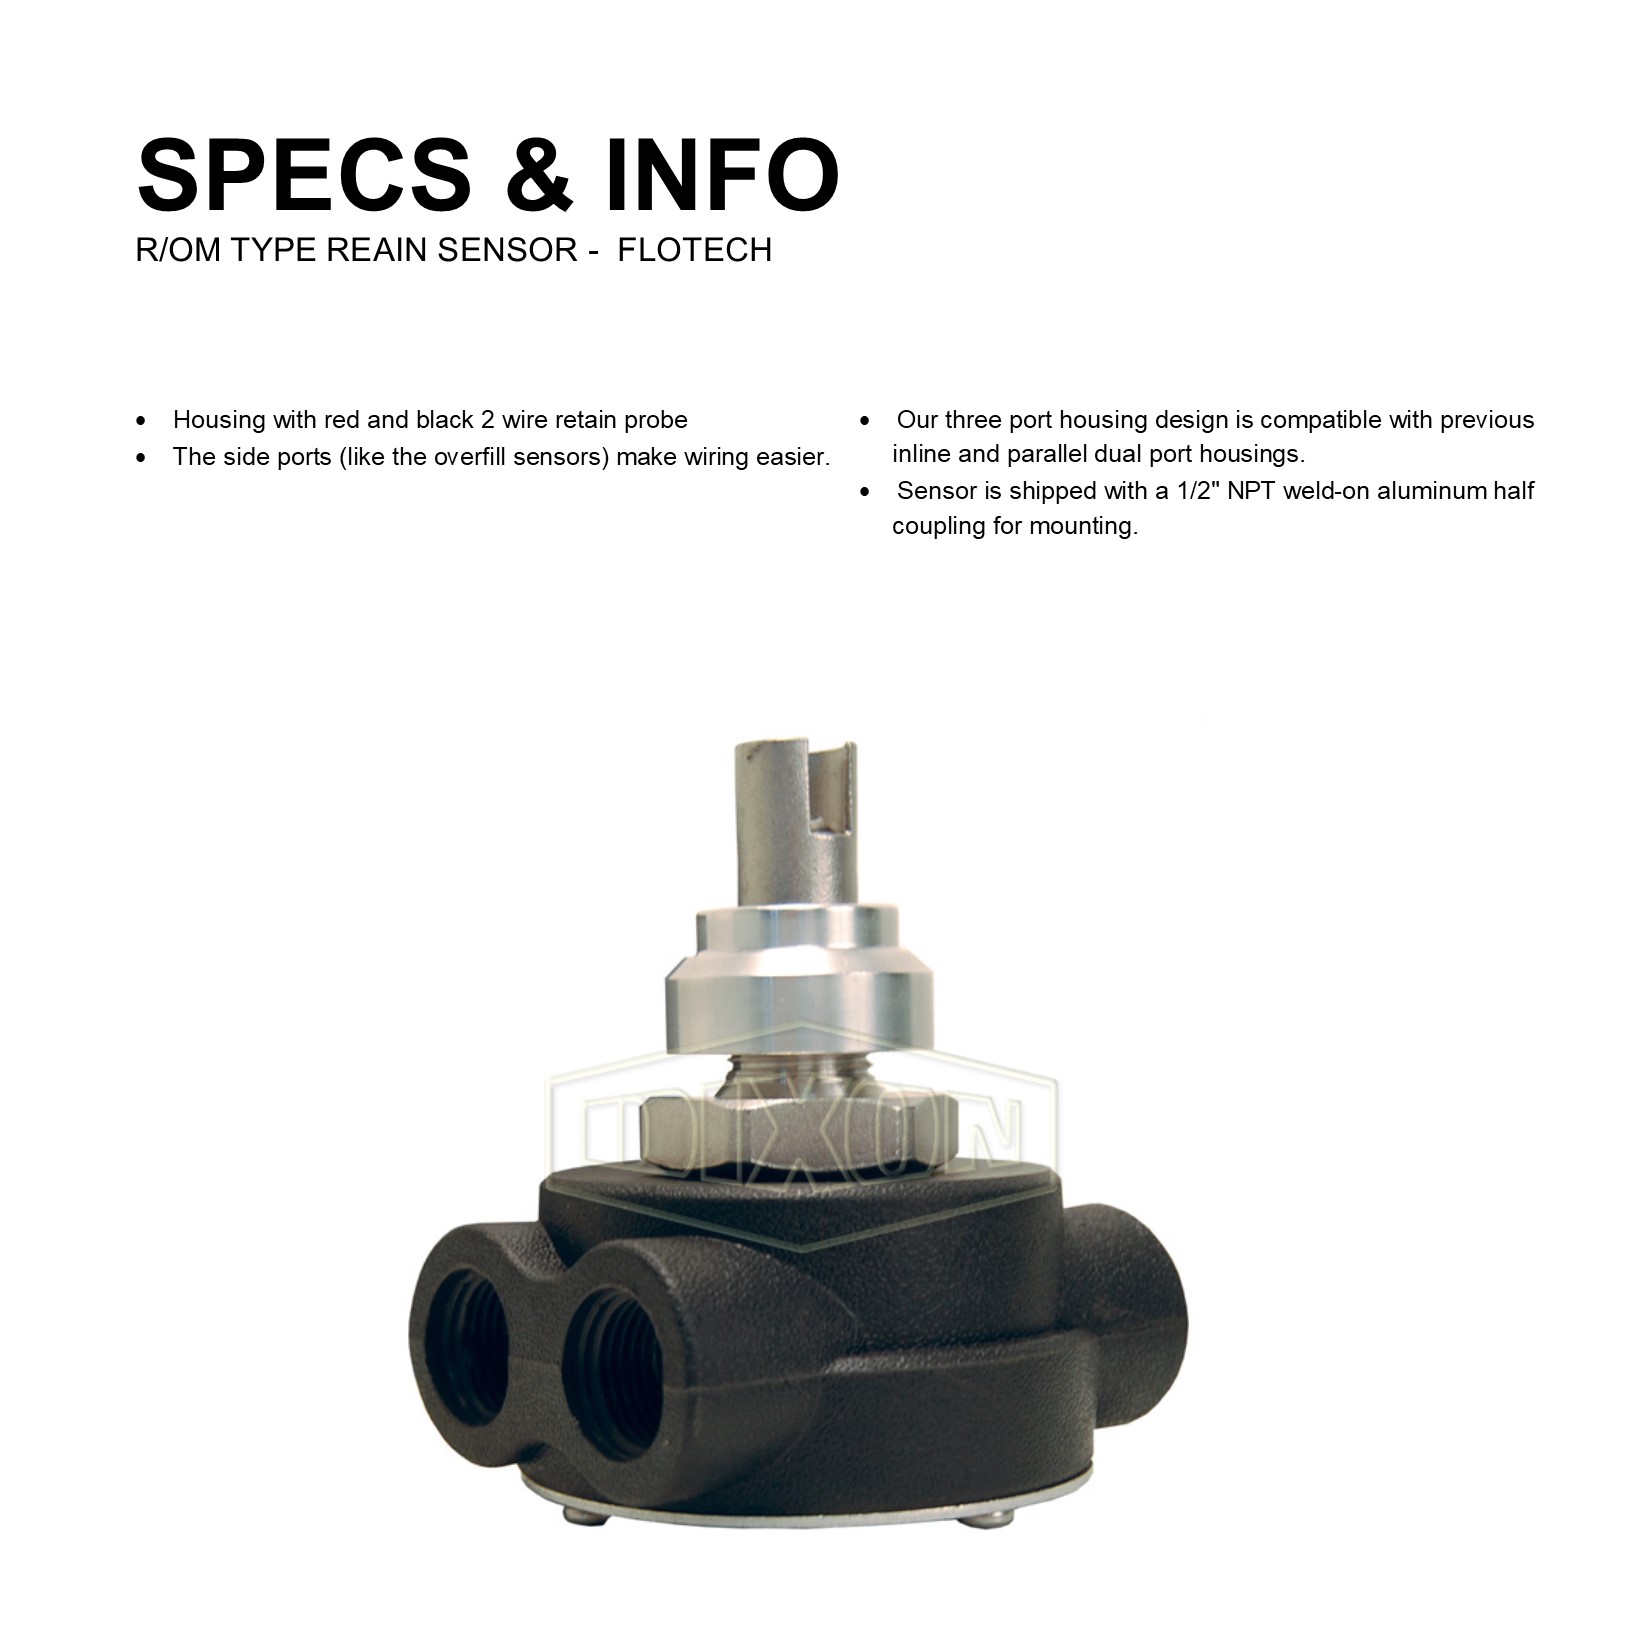 SPECS & INFO
R/OM TYPE REAIN SENSOR - FLOTECH
• Housing with red and black 2 wire retain probe
• The side ports (like the overfill sensors) make wiring easier.
• Our three port housing design is compatible with previous
inline and parallel dual port housings.
• Sensor is shipped with a 1/2" NPT weld-on aluminum half
coupling for mounting.
DIXON